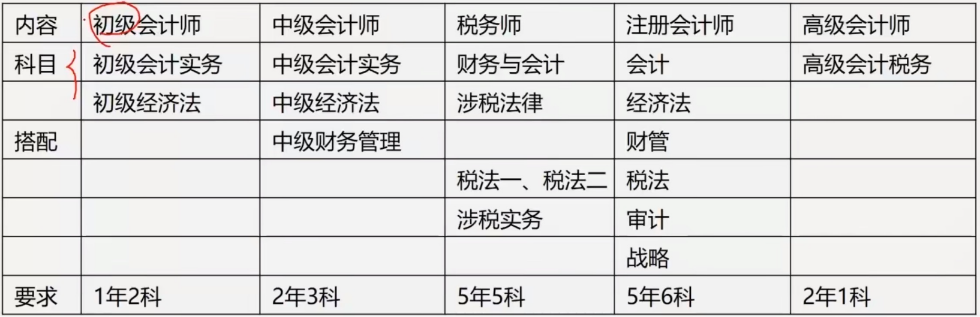 内容 初级会计师 中级会计师 税务师 注册会计师 高级会计师
科目 初级会计实务 中级会计实务 财务与会计 会计 高级会计税务
初级经济法 中级经济法 涉税法律 经济法
搭配 中级财务管理 财管
税法一、税法二 税法
涉税实务 审计
战略
要求 1年2科 2年3科 5年5科 5年6科 2年1科